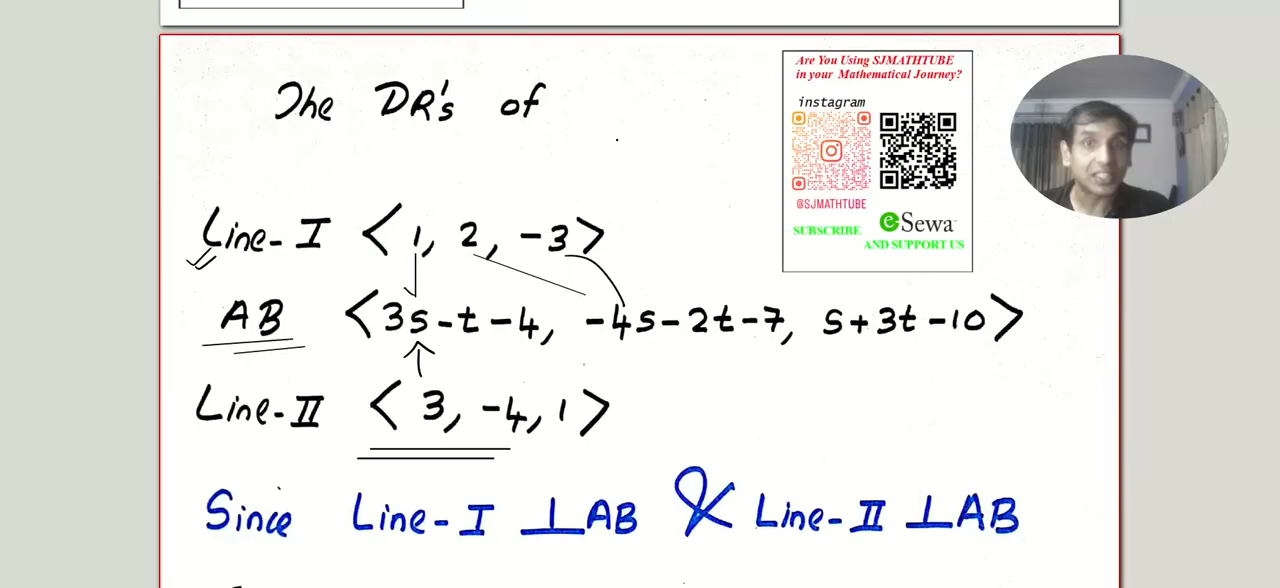 Are You Using SJMATHTUBE
in your Mathematical Journey?
instagram
@SJMATHTUBE
eSewa
SUBSCRIBE
AND SUPPORT US
The DR's of
Line-I <1, 2, -3>
AB <3s-t-4, -4s-2t-7, s+3t-10>
Line-II <3, -4, 1>
Since Line-I ⊥AB & Line-II ⊥AB